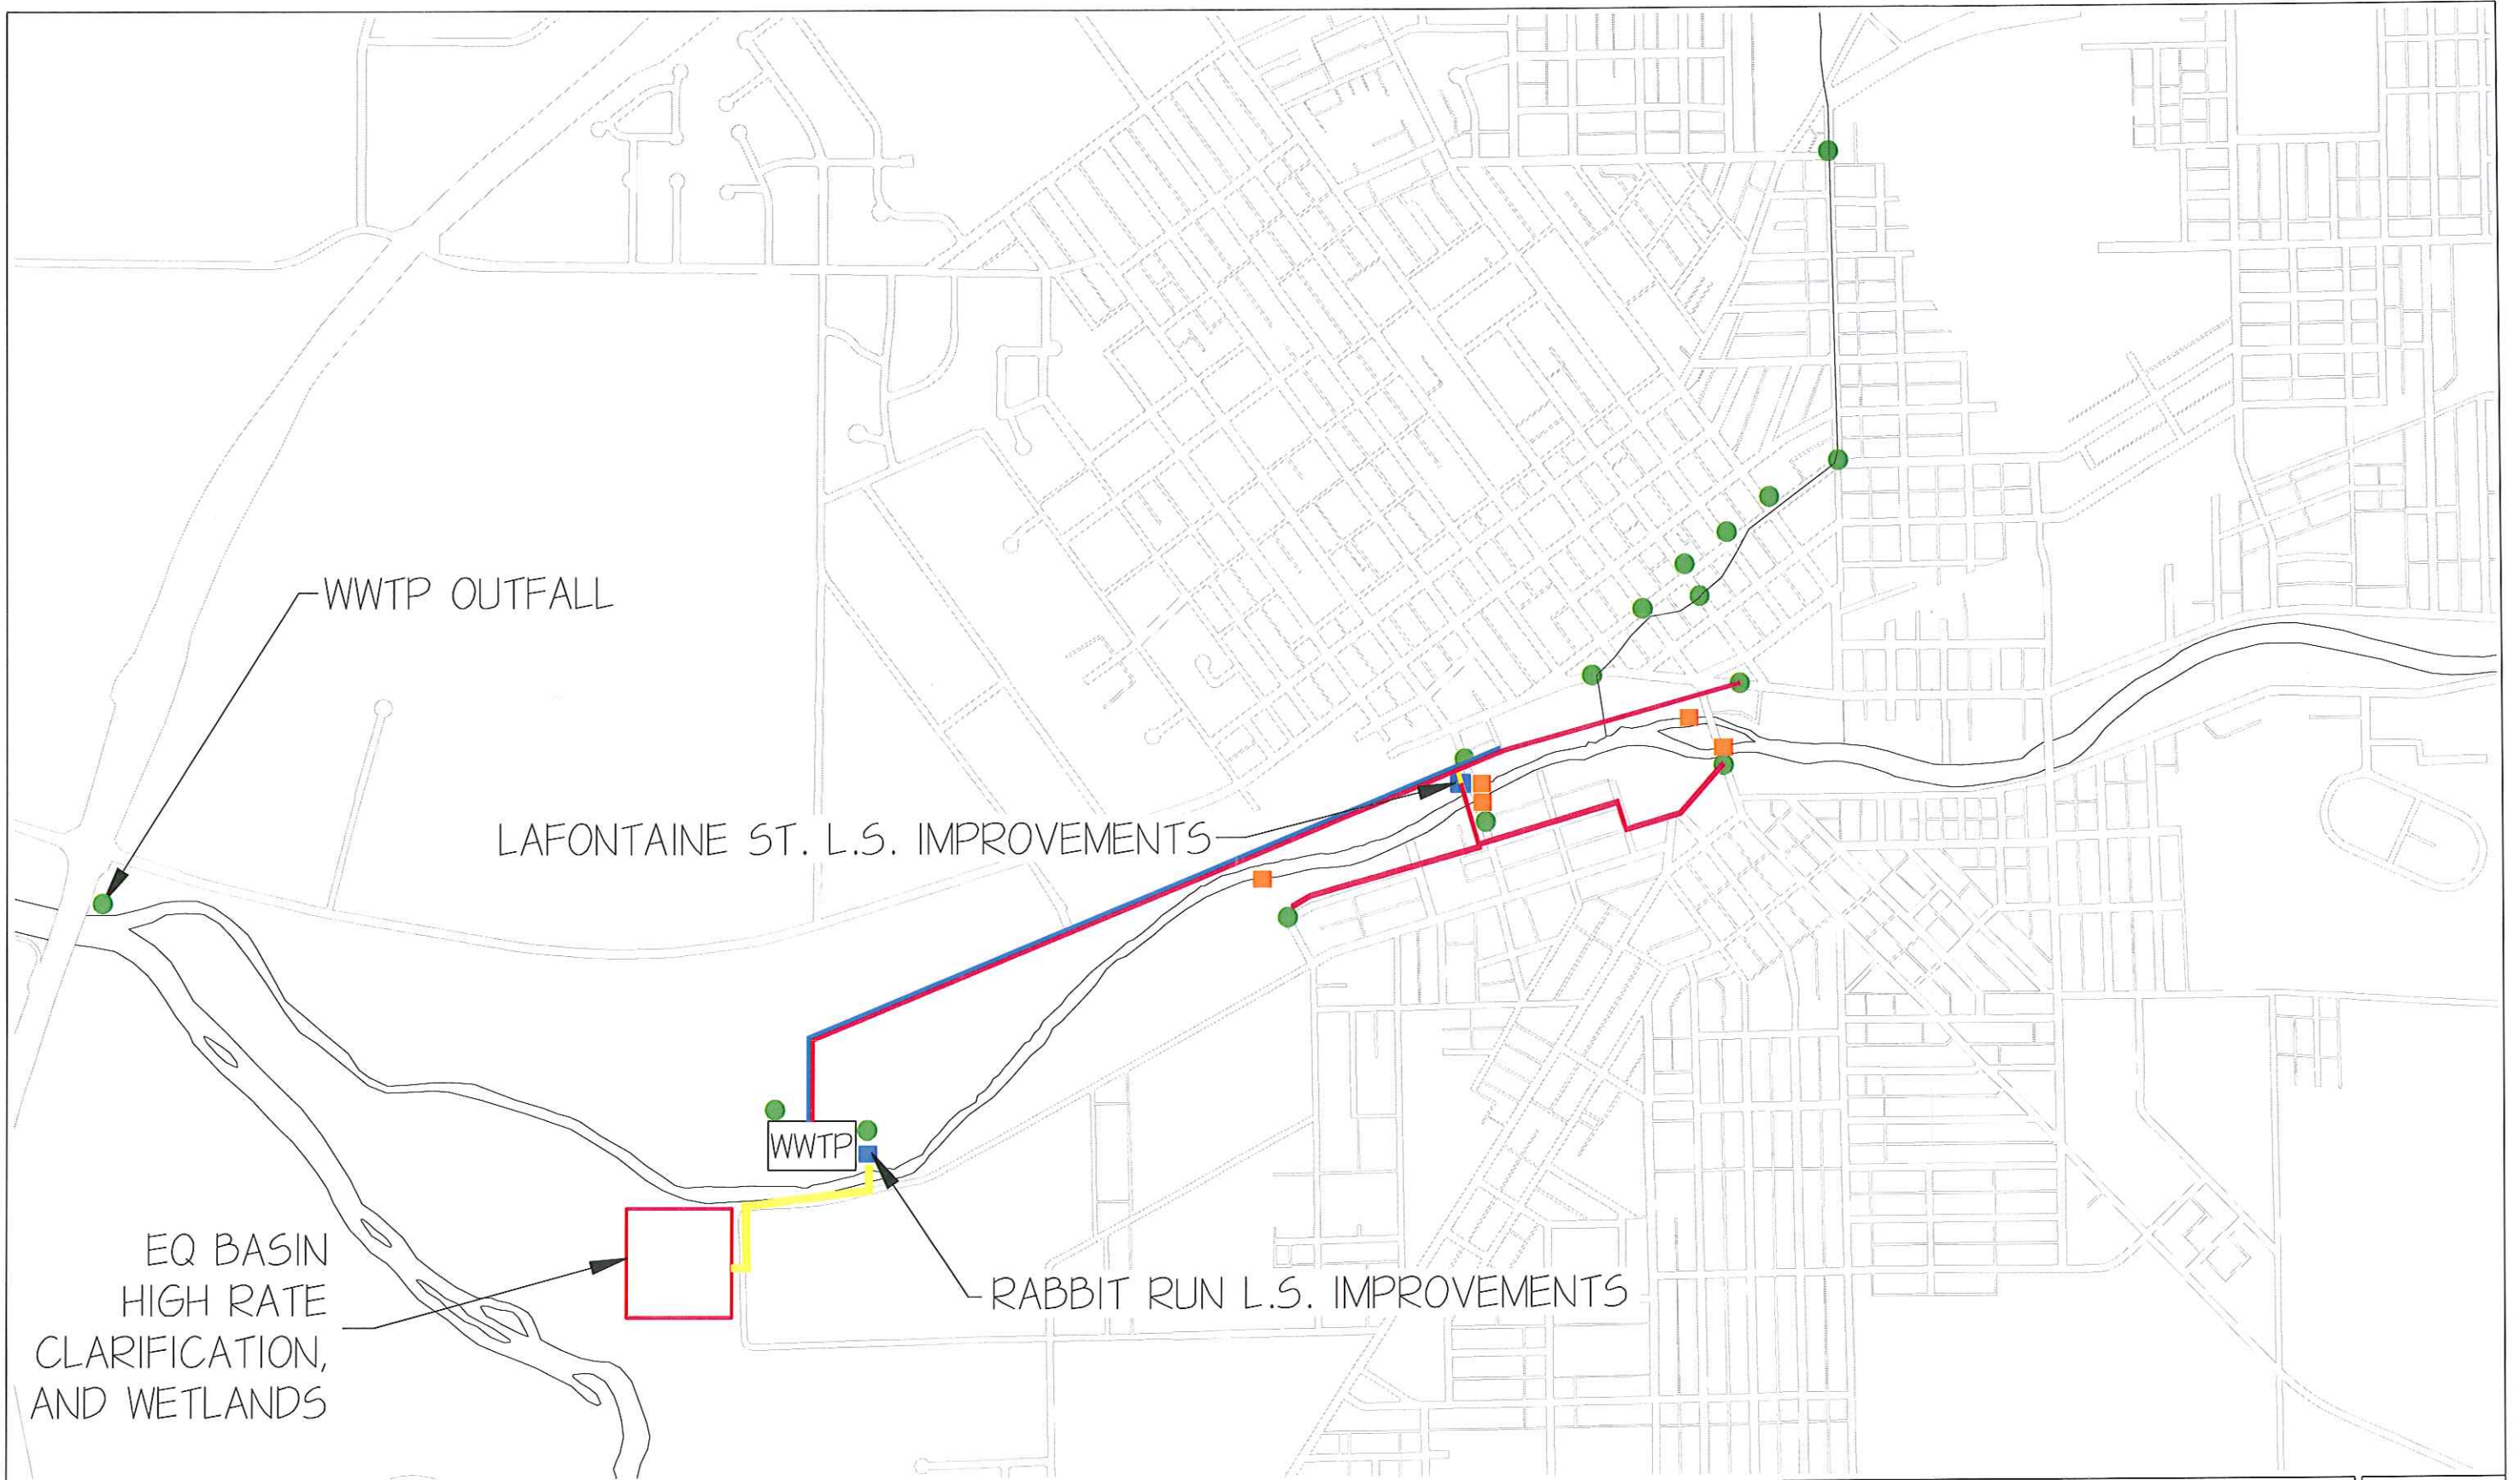 WWTP OUTFALL
LAFONTAINE ST. L.S. IMPROVEMENTS
WWTP
EQ BASIN
HIGH RATE
CLARIFICATION,
AND WETLANDS
RABBIT RUN L.S. IMPROVEMENTS